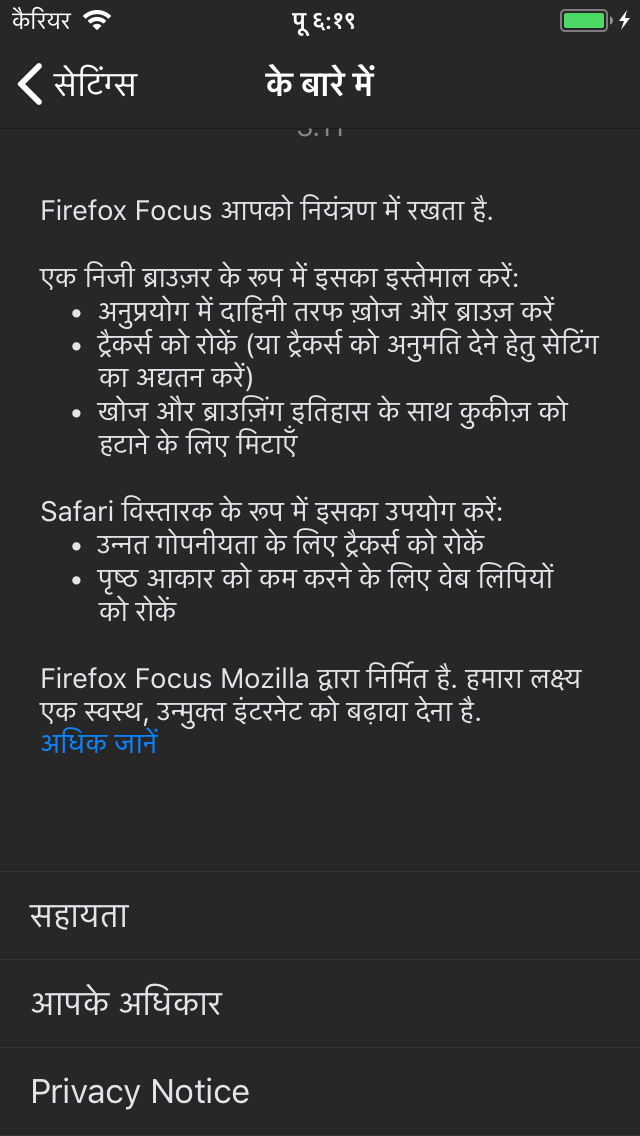 कैरियर
पू ६:१९
सेटिंग्स
के बारे में
Firefox Focus आपको नियंत्रण में रखता है.
एक निजी ब्राउज़र के रूप में इसका इस्तेमाल करें:
• अनुप्रयोग में दाहिनी तरफ ख़ोज और ब्राउज़ करें
• ट्रैकर्स को रोकें (या ट्रैकर्स को अनुमति देने हेतु सेटिंग
का अद्यतन करें)
• खोज और ब्राउज़िंग इतिहास के साथ कुकीज़ को
हटाने के लिए मिटाएँ
Safari विस्तारक के रूप में इसका उपयोग करें:
• उन्नत गोपनीयता के लिए ट्रैकर्स को रोकें
• पृष्ठ आकार को कम करने के लिए वेब लिपियों
को रोकें
Firefox Focus Mozilla द्वारा निर्मित है. हमारा लक्ष्य
एक स्वस्थ, उन्मुक्त इंटरनेट को बढ़ावा देना है.
अधिक जानें
सहायता
आपके अधिकार
Privacy Notice